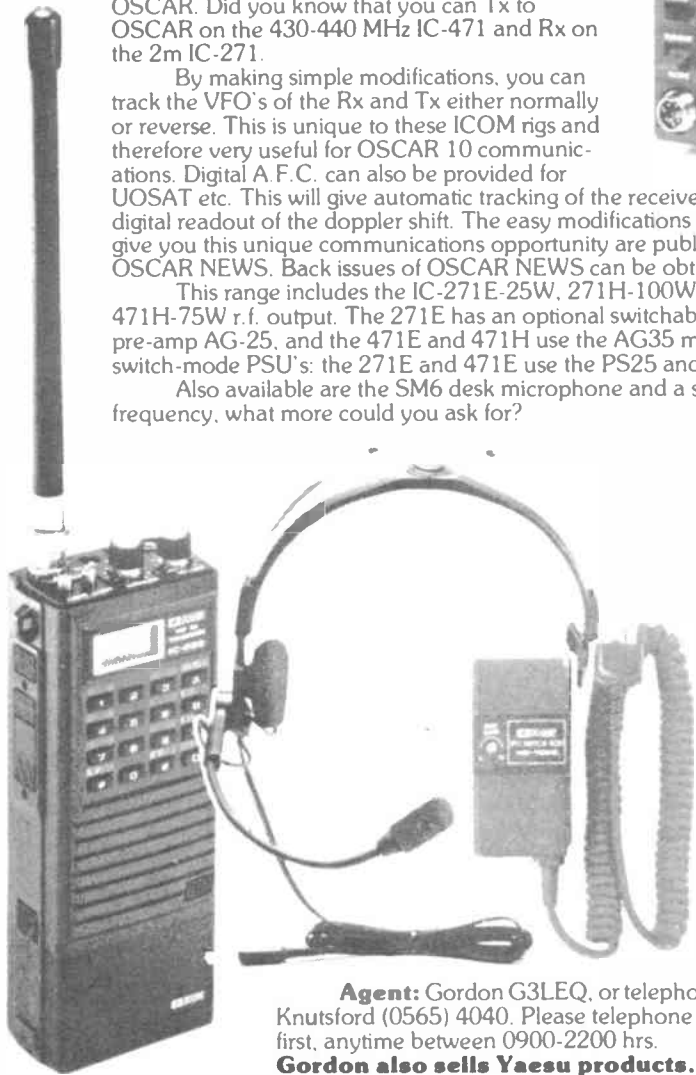 OSCAR. Did you know that you can Tx to
OSCAR on the 430-440 MHz IC-471 and Rx on
the 2m IC-271.
By making simple modifications, you can
track the VFO's of the Rx and Tx either normally
or reverse. This is unique to these ICOM rigs and
therefore very useful for OSCAR 10 communic-
ations. Digital A.F.C. can also be provided for
UOSAT etc. This will give automatic tracking of the receive
digital readout of the doppler shift. The easy modifications
give you this unique communications opportunity are publ
OSCAR NEWS. Back issues of OSCAR NEWS can be obt
This range includes the IC-271E-25W, 271H-100W
471H-75W r.f. output. The 271E has an optional switchab
pre-amp AG-25, and the 471E and 471H use the AG35 m
switch-mode PSU's: the 271E and 471E use the PS25 and
Also available are the SM6 desk microphone and a s
frequency, what more could you ask for?
ICOM
Agent: Gordon G3LEQ, or telepho
Knutsford (0565) 4040. Please telephone
first, anytime between 0900-2200 hrs.
Gordon also sells Yaesu products.